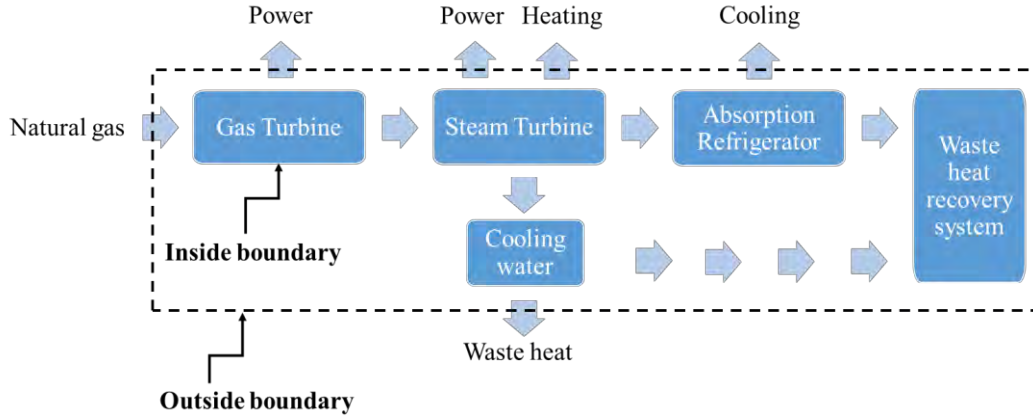 Power
Power
Heating
Cooling
Natural gas
Gas Turbine
Steam Turbine
Absorption
Refrigerator
Waste
heat
recovery
system
Inside boundary
Cooling
water
Waste heat
Outside boundary